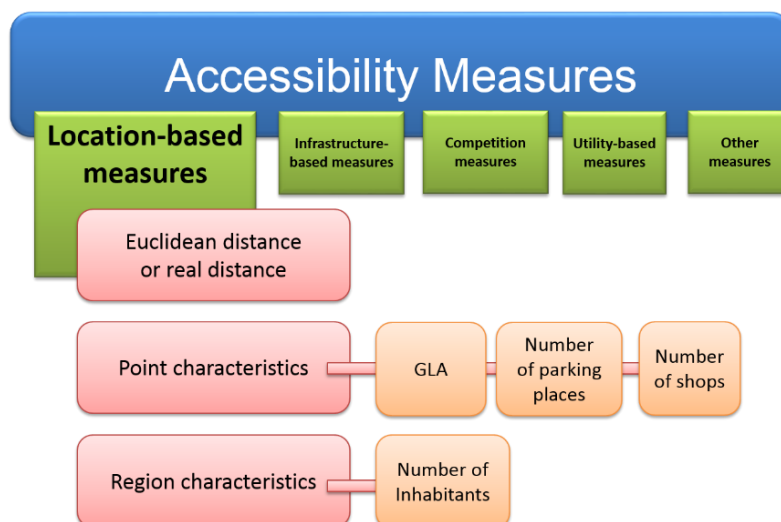 Accessibility Measures
Location-based
measures
Infrastructure-
based measures
Competition
measures
Utility-based
measures
Other
measures
Euclidean distance
or real distance
Point characteristics
GLA
Number
of parking
places
Number
of shops
Region characteristics
Number of
Inhabitants